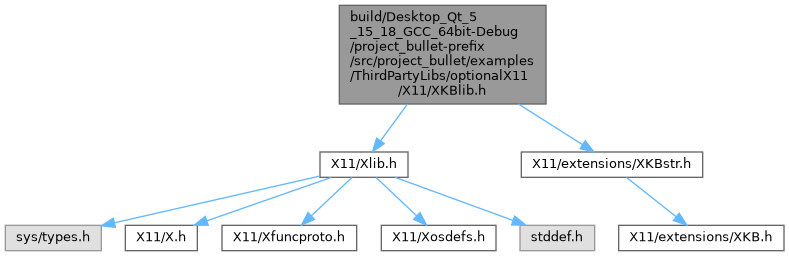 build/Desktop_Qt_5
_15_18_GCC_64bit-Debug
/project_bullet-prefix
/src/project_bullet/examples
/ThirdPartyLibs/optionalX11
/X11/XKBlib.h
X11/Xlib.h
X11/extensions/XKBstr.h
sys/types.h
X11/X.h
X11/Xfuncproto.h
X11/Xosdefs.h
stddef.h
X11/extensions/XKB.h